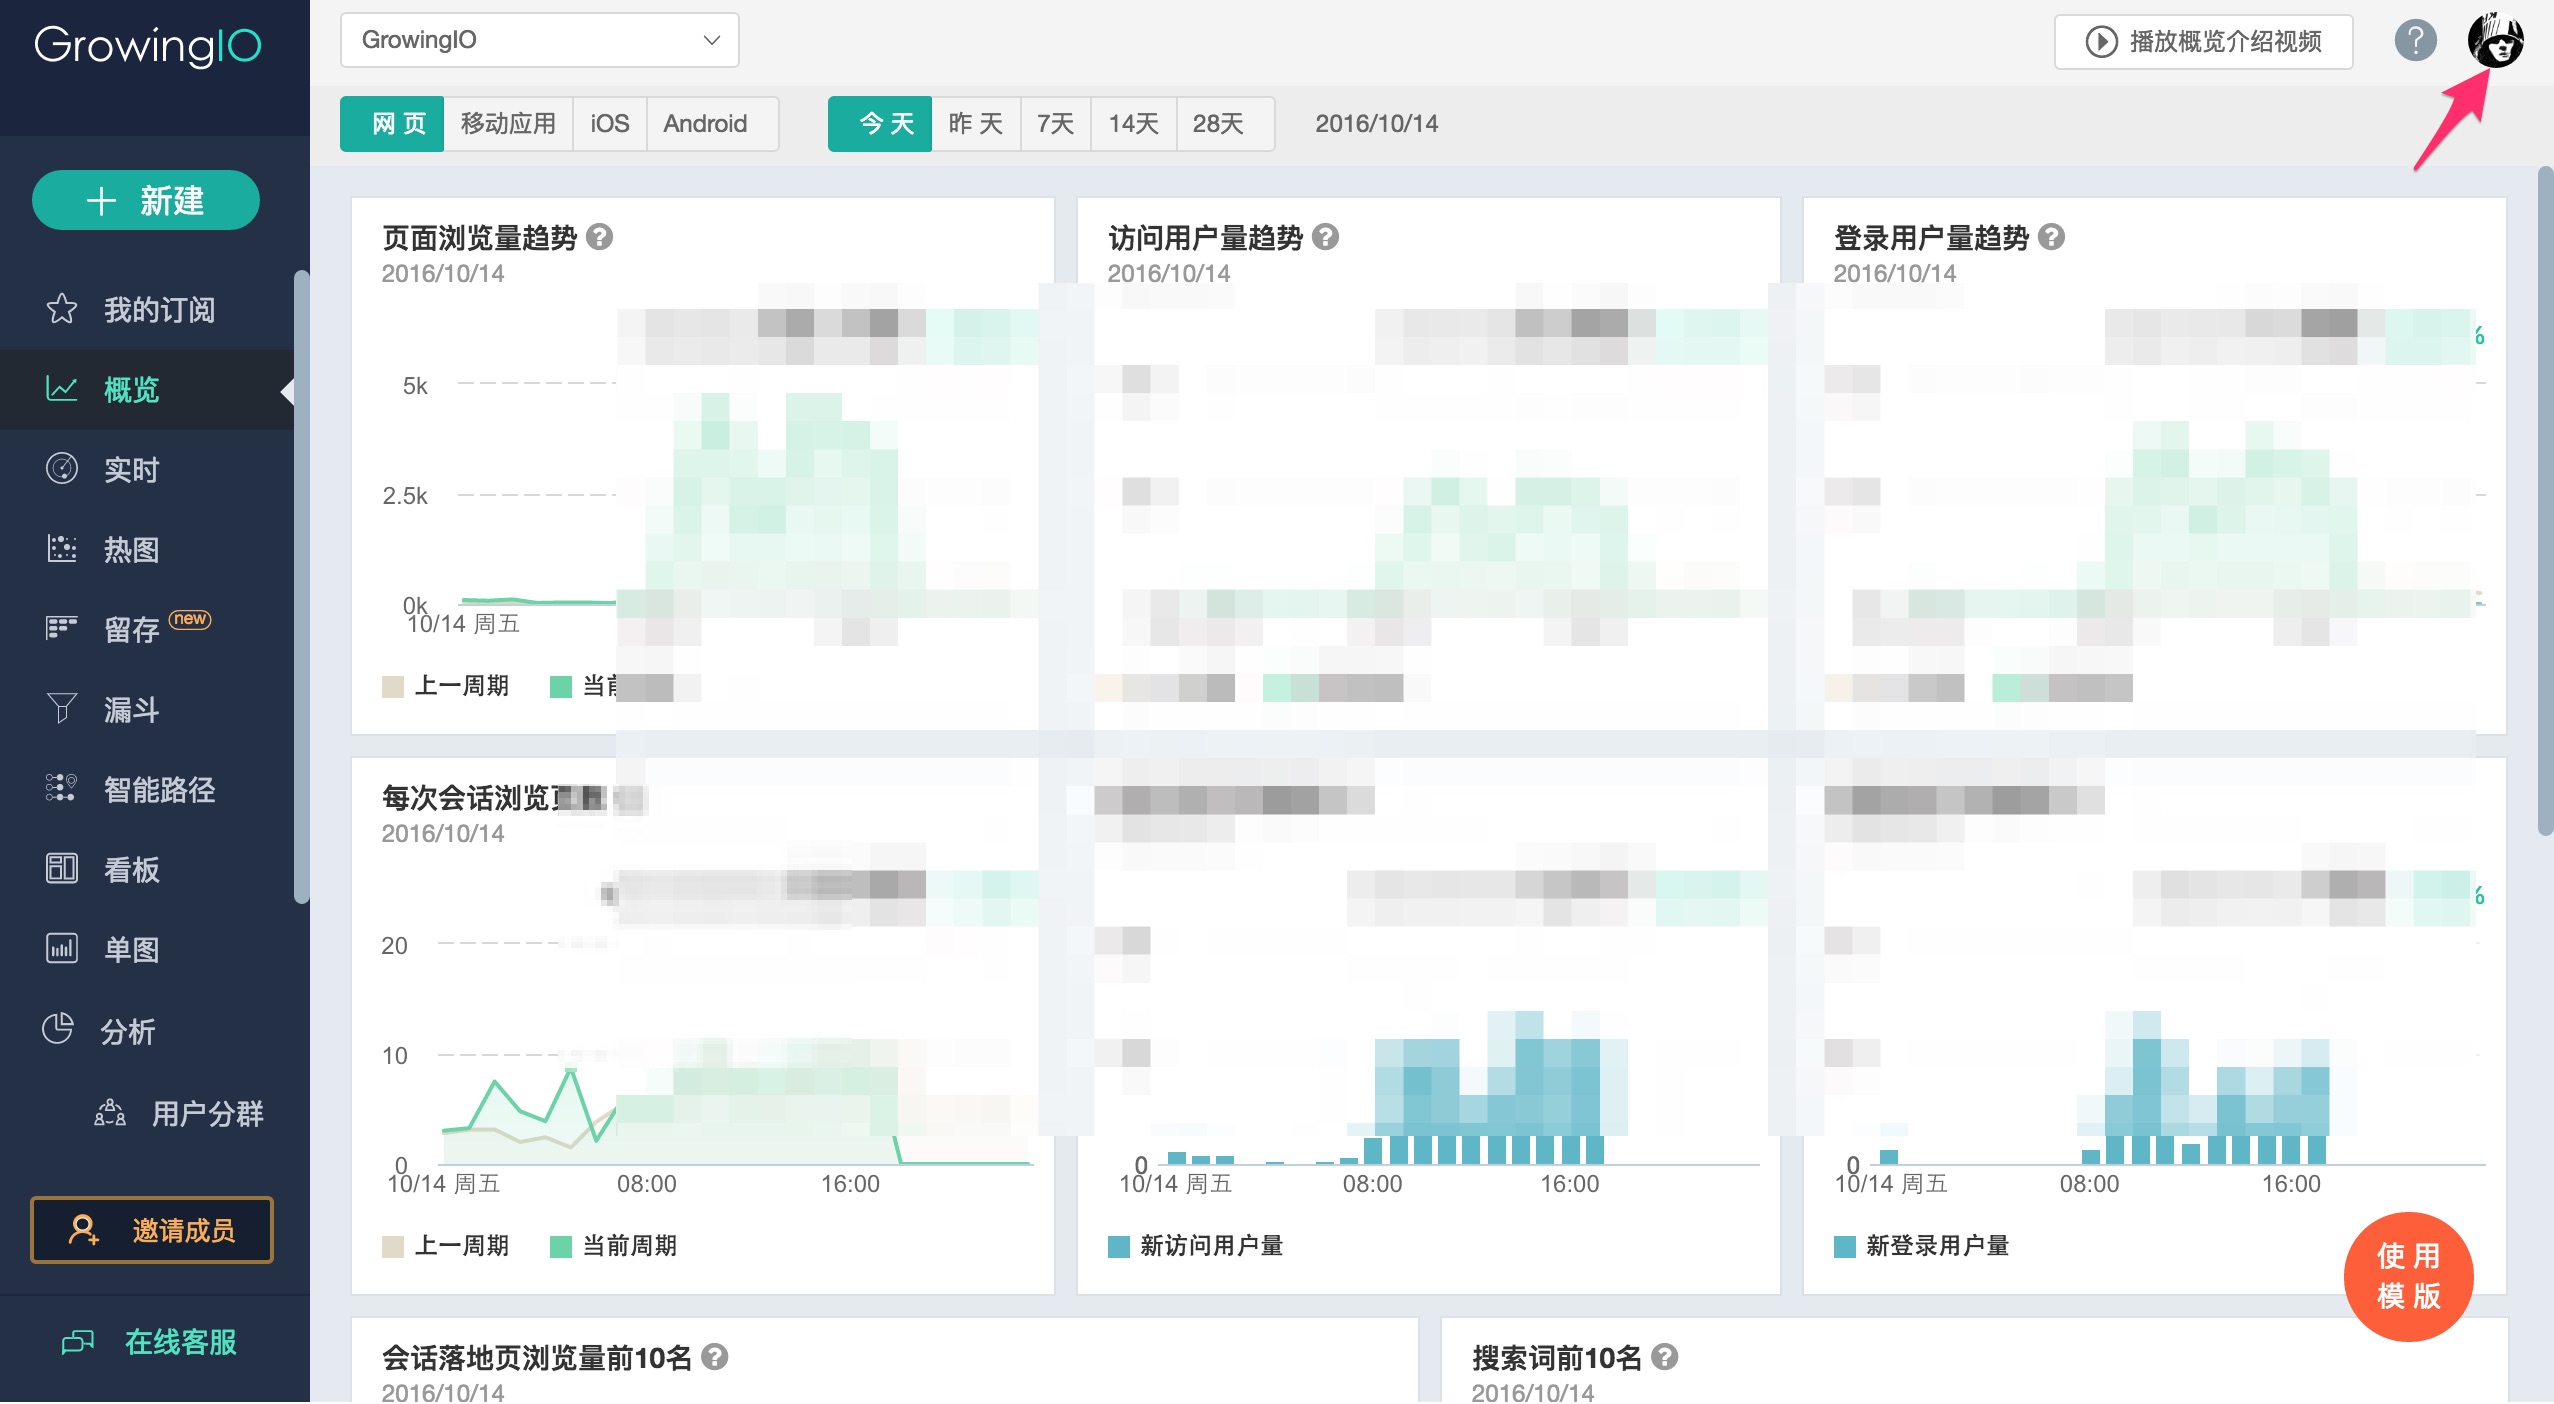 GrowingIO
GrowingIO
播放概览介绍视频
?
网页 移动应用 iOS Android
今天 昨天 7天 14天 28天
2016/10/14
新建
我的订阅
概览
实时
热图
留存 new
漏斗
智能路径
看板
单图
分析
用户分群
邀请成员
在线客服
页面浏览量趋势 ?
2016/10/14
5k
2.5k
0k
10/14 周五
上一周期
访问用户量趋势 ?
2016/10/14
登录用户量趋势 ?
2016/10/14
%
每次会话浏览
2016/10/14
20
10
0
10/14 周五 08:00 16:00
上一周期 当前周期
0
10/14 周五 08:00 16:00
新访问用户量
%
0
10/14 周五 08:00 16:00
新登录用户量
使用
模版
会话落地页浏览量前10名 ?
2016/10/14
搜索词前10名 ?
2016/10/14